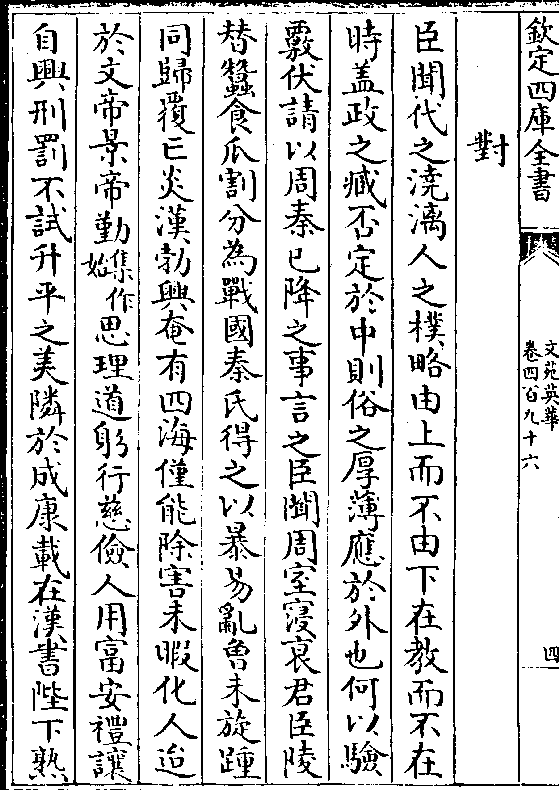 欽定四庫全書
文苑英華
卷四百九十六
四
對
臣聞代之澆漓人之樸略由上而不由下在教而不在
時盖政之臧否定於中則俗之厚薄應於外也何以驗
覈伏請以周秦已降之事言之臣聞周室寖衰君臣陵
替蠶食瓜割分為戰國秦氏得之以暴易亂曾未旋踵
同歸覆亡炎漢勃興奄有四海僅能除害未暇化人迨
於文帝景帝勤集作始思理道躬行慈儉人用富安禮讓
自興刑罰不試升平之美隣於成康載在漢書陛下熟